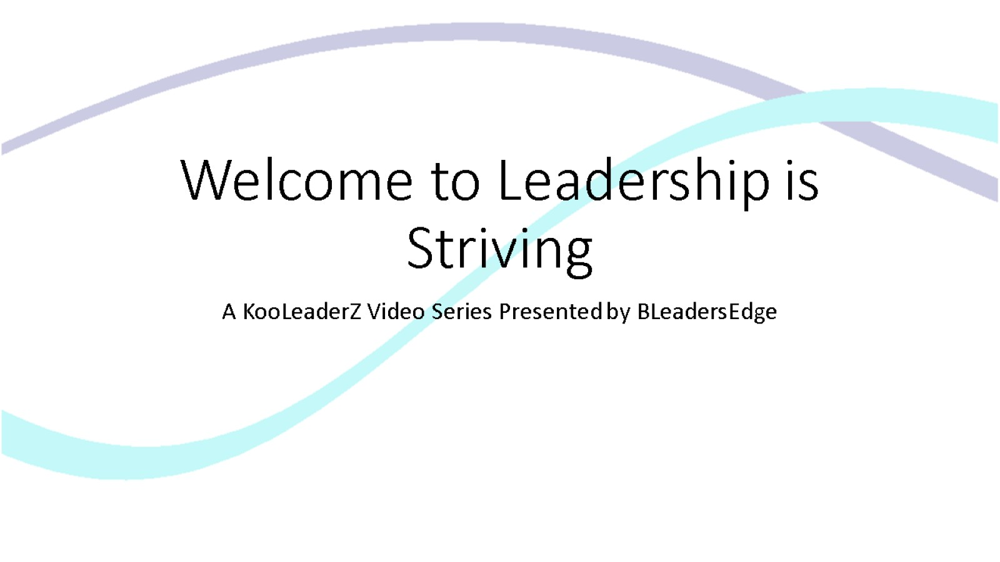 Welcome to Leadership is
Striving
A KooLeaderZ Video Series Presented by BLeadersEdge